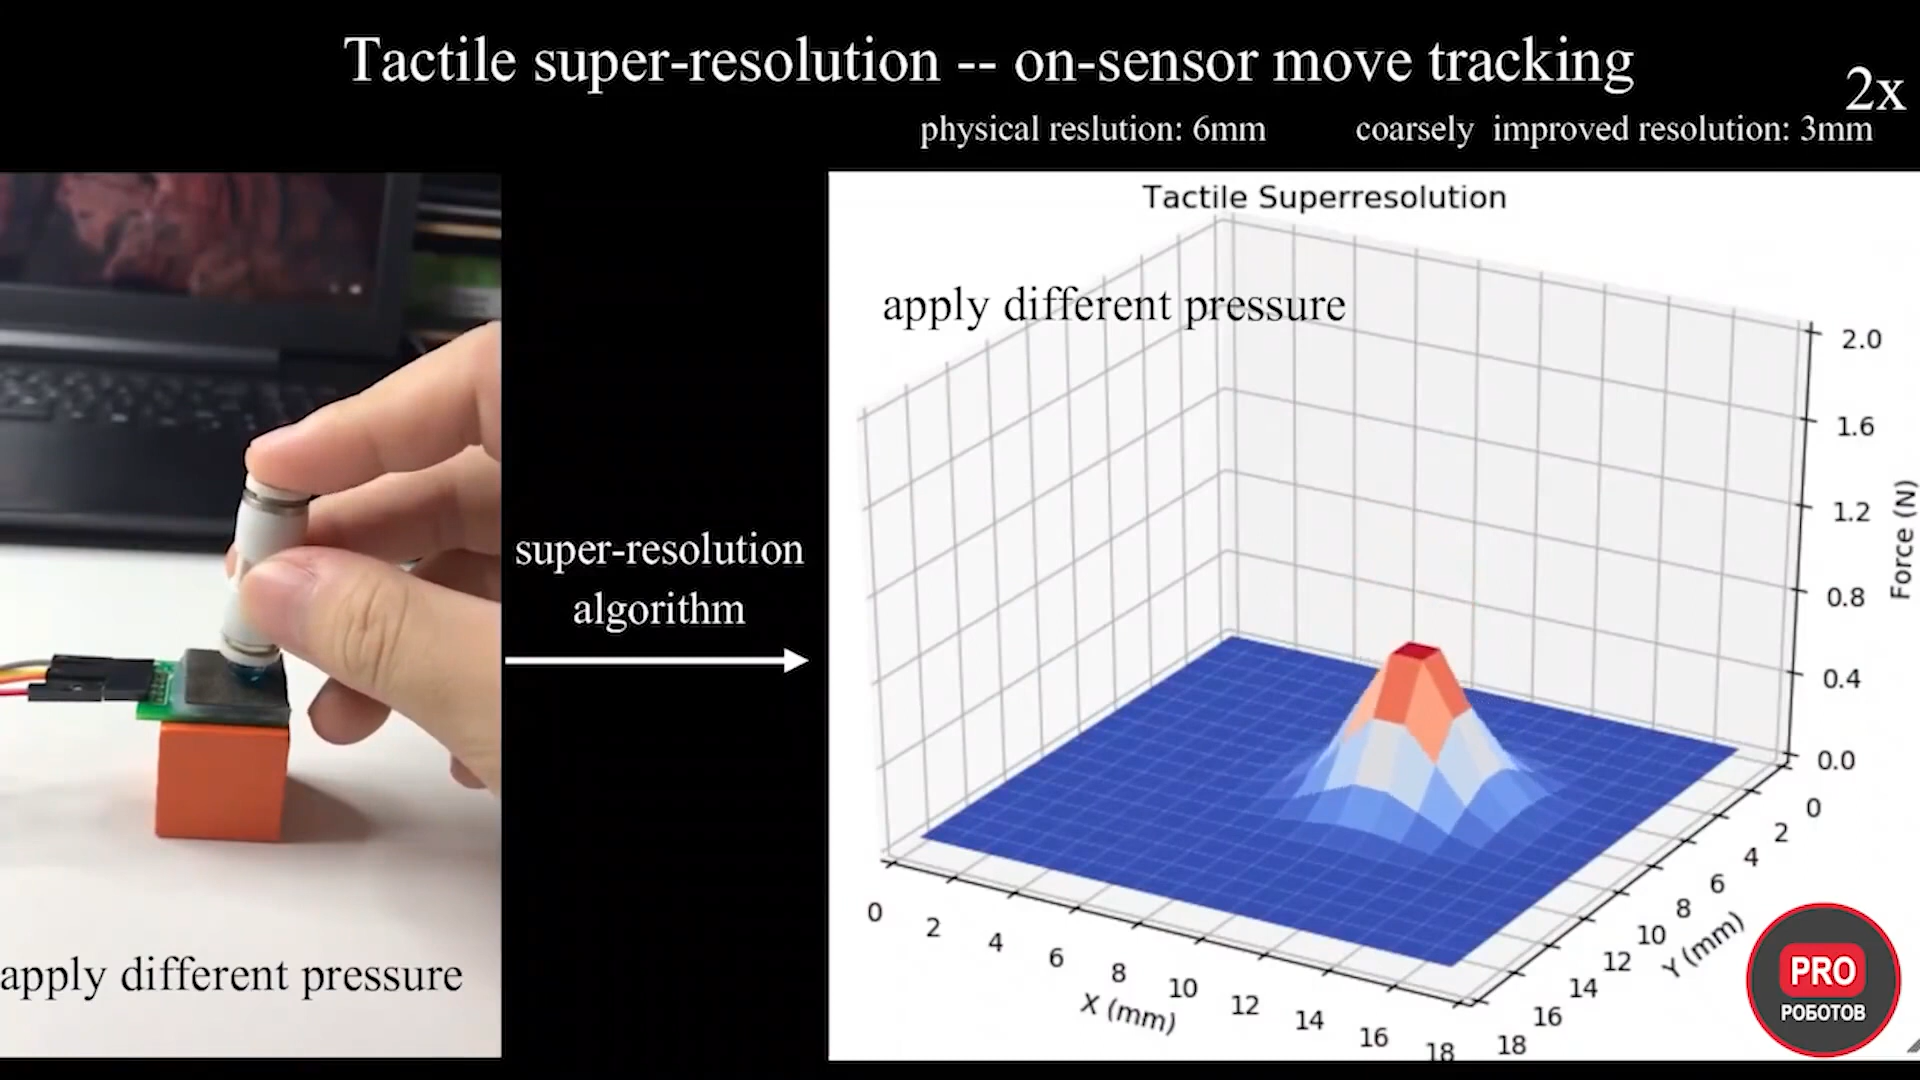 Tactile super-resolution -- on-sensor move tracking
2x
physical reslution: 6mm
coarsely improved resolution: 3mm
Tactile Superresolution
apply different pressure
super-resolution
algorithm
apply different pressure
2.0
1.6
1.2
0.8
0.4
0.0
Force (N)
0
2
4
6
8
10
12
14
16
18
X (mm)
0
2
4
6
8
10
12
14
16
18
Y (mm)
PRO
РОБОТОВ